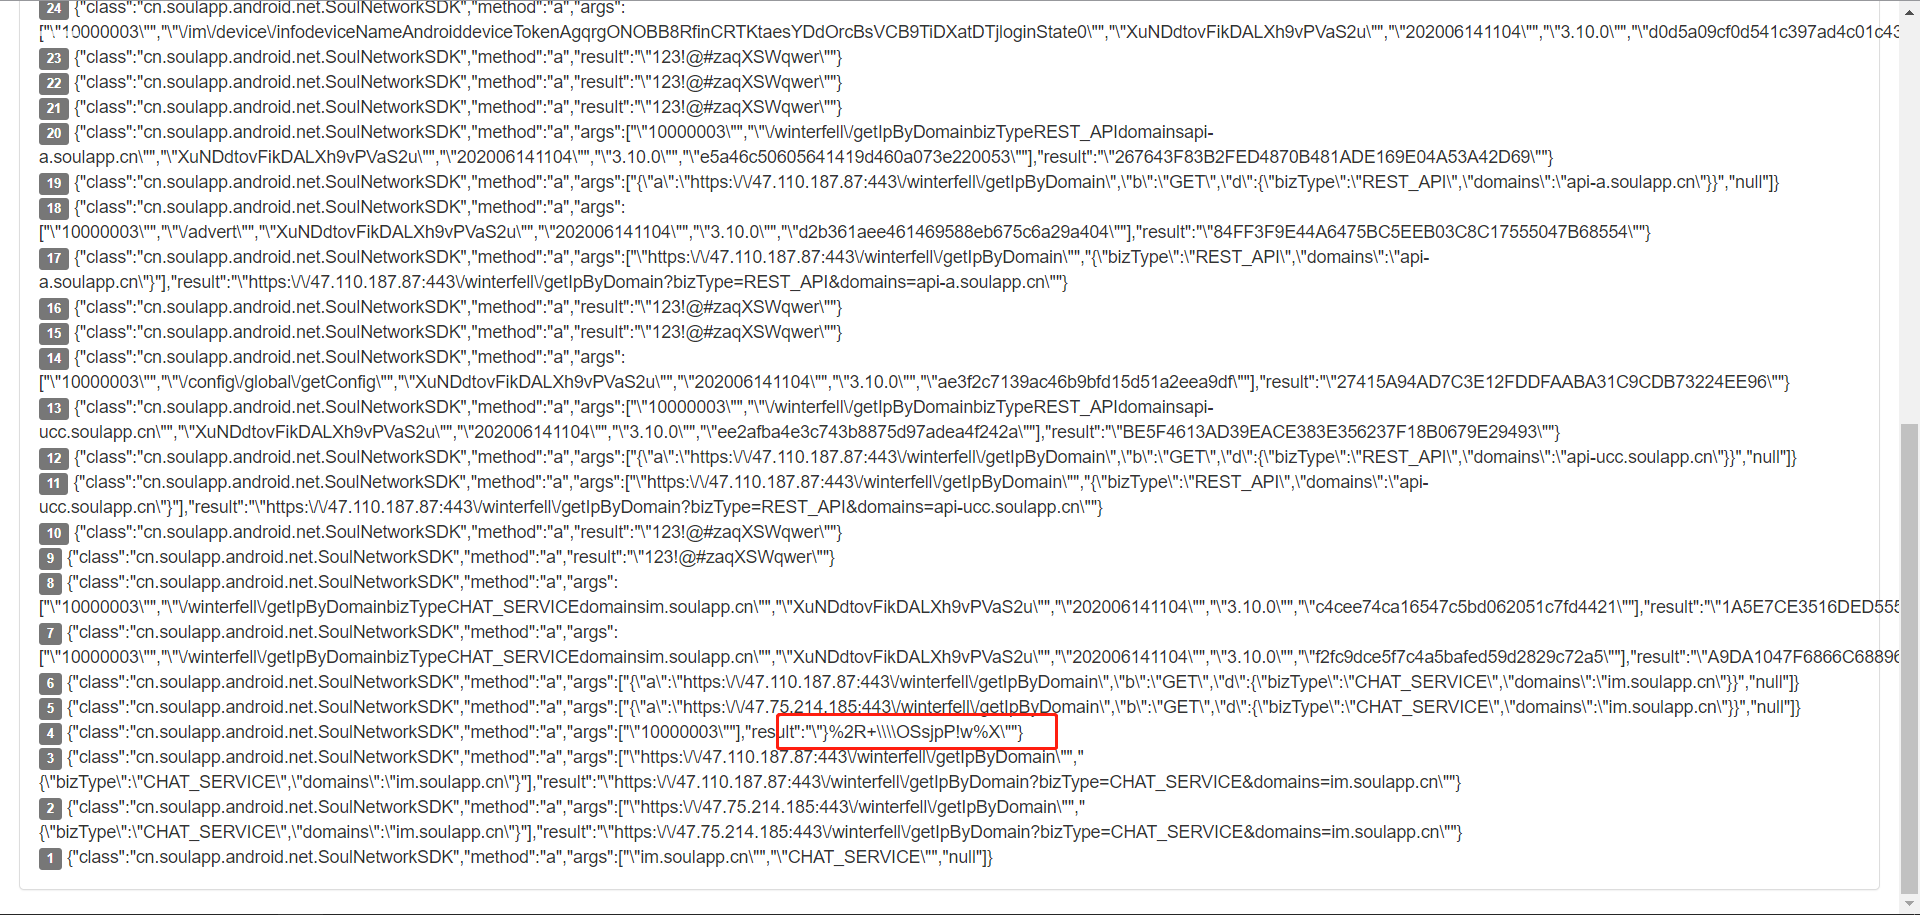 24 {"class":"cn.soulapp.android.net.SoulNetworkSDK","method":"a","args":
["\"10000003\"","\"\/im\/device\/infodeviceNameAndroiddeviceTokenAgqrgONOBB8RfinCRTKtaesYDdOrcBsVCB9TiDXatDTjloginState0\"","\"XuNDdtovFikDALXh9vPVaS2u\"","\"202006141104\"","\"3.10.0\"","\"d0d5a09cf0d541c397ad4c01c43
23 {"class":"cn.soulapp.android.net.SoulNetworkSDK","method":"a","result":"\"123!@#zaqXSWqwer\""}
22 {"class":"cn.soulapp.android.net.SoulNetworkSDK","method":"a","result":"\"123!@#zaqXSWqwer\""}
21 {"class":"cn.soulapp.android.net.SoulNetworkSDK","method":"a","result":"\"123!@#zaqXSWqwer\""}
20 {"class":"cn.soulapp.android.net.SoulNetworkSDK","method":"a","args":["\"10000003\"","\"\/winterfell\/getIpByDomainbizTypeREST_APIdomainsapi-
a.soulapp.cn\"","\"XuNDdtovFikDALXh9vPVaS2u\"","\"202006141104\"","\"3.10.0\"","\"e5a46c50605641419d460a073e220053\""],"result":"\"267643F83B2FED4870B481ADE169E04A53A42D69\""}
19 {"class":"cn.soulapp.android.net.SoulNetworkSDK","method":"a","args":["{\"a\":\"https:\/\/47.110.187.87:443\/winterfell\/getIpByDomain\",\"b\":\"GET\",\"d\":{\"bizType\":\"REST_API\",\"domains\":\"api-a.soulapp.cn\"}}","null"]}
18 {"class":"cn.soulapp.android.net.SoulNetworkSDK","method":"a","args":
["\"10000003\"","\"\/advert\"","\"XuNDdtovFikDALXh9vPVaS2u\"","\"202006141104\"","\"3.10.0\"","\"d2b361aee461469588eb675c6a29a404\""],"result":"\"84FF3F9E44A6475BC5EEB03C8C17555047B68554\""}
17 {"class":"cn.soulapp.android.net.SoulNetworkSDK","method":"a","args":["\"https:\/\/47.110.187.87:443\/winterfell\/getIpByDomain\"","{\"bizType\":\"REST_API\",\"domains\":\"api-
a.soulapp.cn\"}"],"result":"\"https:\/\/47.110.187.87:443\/winterfell\/getIpByDomain?bizType=REST_API&domains=api-a.soulapp.cn\""}
16 {"class":"cn.soulapp.android.net.SoulNetworkSDK","method":"a","result":"\"123!@#zaqXSWqwer\""}
15 {"class":"cn.soulapp.android.net.SoulNetworkSDK","method":"a","result":"\"123!@#zaqXSWqwer\""}
14 {"class":"cn.soulapp.android.net.SoulNetworkSDK","method":"a","args":
["\"10000003\"","\"\/config\/global\/getConfig\"","\"XuNDdtovFikDALXh9vPVaS2u\"","\"202006141104\"","\"3.10.0\"","\"ae3f2c7139ac46b9bfd15d51a2eea9df\""],"result":"\"27415A94AD7C3E12FDDFAABA31C9CDB73224EE96\""}
13 {"class":"cn.soulapp.android.net.SoulNetworkSDK","method":"a","args":["\"10000003\"","\"\/winterfell\/getIpByDomainbizTypeREST_APIdomainsapi-
ucc.soulapp.cn\"","\"XuNDdtovFikDALXh9vPVaS2u\"","\"202006141104\"","\"3.10.0\"","\"ee2afba4e3c743b8875d97adea4f242a\""],"result":"\"BE5F4613AD39EACE383E356237F18B0679E29493\""}
12 {"class":"cn.soulapp.android.net.SoulNetworkSDK","method":"a","args":["{\"a\":\"https:\/\/47.110.187.87:443\/winterfell\/getIpByDomain\",\"b\":\"GET\",\"d\":{\"bizType\":\"REST_API\",\"domains\":\"api-ucc.soulapp.cn\"}}","null"]}
11 {"class":"cn.soulapp.android.net.SoulNetworkSDK","method":"a","args":["\"https:\/\/47.110.187.87:443\/winterfell\/getIpByDomain\"","{\"bizType\":\"REST_API\",\"domains\":\"api-
ucc.soulapp.cn\"}"],"result":"\"https:\/\/47.110.187.87:443\/winterfell\/getIpByDomain?bizType=REST_API&domains=api-ucc.soulapp.cn\""}
10 {"class":"cn.soulapp.android.net.SoulNetworkSDK","method":"a","result":"\"123!@#zaqXSWqwer\""}
9 {"class":"cn.soulapp.android.net.SoulNetworkSDK","method":"a","result":"\"123!@#zaqXSWqwer\""}
8 {"class":"cn.soulapp.android.net.SoulNetworkSDK","method":"a","args":
["\"10000003\"","\"\/winterfell\/getIpByDomainbizTypeCHAT_SERVICEdomainsim.soulapp.cn\"","\"XuNDdtovFikDALXh9vPVaS2u\"","\"202006141104\"","\"3.10.0\"","\"c4cee74ca16547c5bd062051c7fd4421\""],"result":"\"1A5E7CE3516DED555
7 {"class":"cn.soulapp.android.net.SoulNetworkSDK","method":"a","args":
["\"10000003\"","\"\/winterfell\/getIpByDomainbizTypeCHAT_SERVICEdomainsim.soulapp.cn\"","\"XuNDdtovFikDALXh9vPVaS2u\"","\"202006141104\"","\"3.10.0\"","\"f2fc9dce5f7c4a5bafed59d2829c72a5\""],"result":"\"A9DA1047F6866C68896
6 {"class":"cn.soulapp.android.net.SoulNetworkSDK","method":"a","args":["{\"a\":\"https:\/\/47.110.187.87:443\/winterfell\/getIpByDomain\",\"b\":\"GET\",\"d\":{\"bizType\":\"CHAT_SERVICE\",\"domains\":\"im.soulapp.cn\"}}","null"]}
5 {"class":"cn.soulapp.android.net.SoulNetworkSDK","method":"a","args":["{\"a\":\"https:\/\/47.75.214.185:443\/winterfell\/getIpByDomain\",\"b\":\"GET\",\"d\":{\"bizType\":\"CHAT_SERVICE\",\"domains\":\"im.soulapp.cn\"}}","null"]}
4 {"class":"cn.soulapp.android.net.SoulNetworkSDK","method":"a","args":["\"10000003\""],"result":"\"}%2R+\\\\OSsjpP!w%X\""}
3 {"class":"cn.soulapp.android.net.SoulNetworkSDK","method":"a","args":["\"https:\/\/47.110.187.87:443\/winterfell\/getIpByDomain\"","
{\"bizType\":\"CHAT_SERVICE\",\"domains\":\"im.soulapp.cn\"}"],"result":"\"https:\/\/47.110.187.87:443\/winterfell\/getIpByDomain?bizType=CHAT_SERVICE&domains=im.soulapp.cn\""}
2 {"class":"cn.soulapp.android.net.SoulNetworkSDK","method":"a","args":["\"https:\/\/47.75.214.185:443\/winterfell\/getIpByDomain\"","
{\"bizType\":\"CHAT_SERVICE\",\"domains\":\"im.soulapp.cn\"}"],"result":"\"https:\/\/47.75.214.185:443\/winterfell\/getIpByDomain?bizType=CHAT_SERVICE&domains=im.soulapp.cn\""}
1 {"class":"cn.soulapp.android.net.SoulNetworkSDK","method":"a","args":["\"im.soulapp.cn\"","\"CHAT_SERVICE\"","null"]}